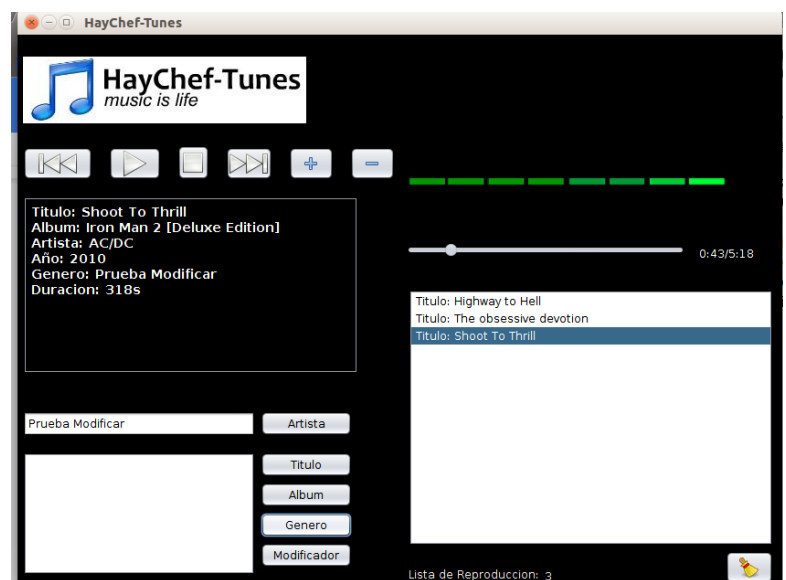 HayChef-Tunes
HayChef-Tunes
music is life
Titulo: Shoot To Thrill
Album: Iron Man 2 [Deluxe Edition]
Artista: AC/DC
Año: 2010
Genero: Prueba Modificar
Duracion: 318s
0:43/5:18
Titulo: Highway to Hell
Titulo: The obsessive devotion
Titulo: Shoot To Thrill
Prueba Modificar
Artista
Titulo
Album
Genero
Modificador
Lista de Reproduccion: 3